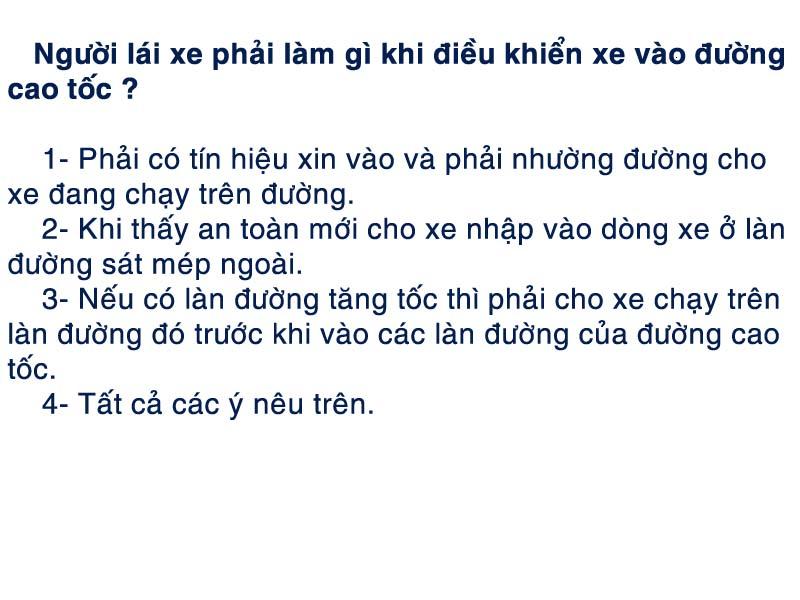 Người lái xe phải làm gì khi điều khiển xe vào đường
cao tốc ?
1- Phải có tín hiệu xin vào và phải nhường đường cho
xe đang chạy trên đường.
2- Khi thấy an toàn mới cho xe nhập vào dòng xe ở làn
đường sát mép ngoài.
3- Nếu có làn đường tăng tốc thì phải cho xe chạy trên
làn đường đó trước khi vào các làn đường của đường cao
tốc.
4- Tất cả các ý nêu trên.